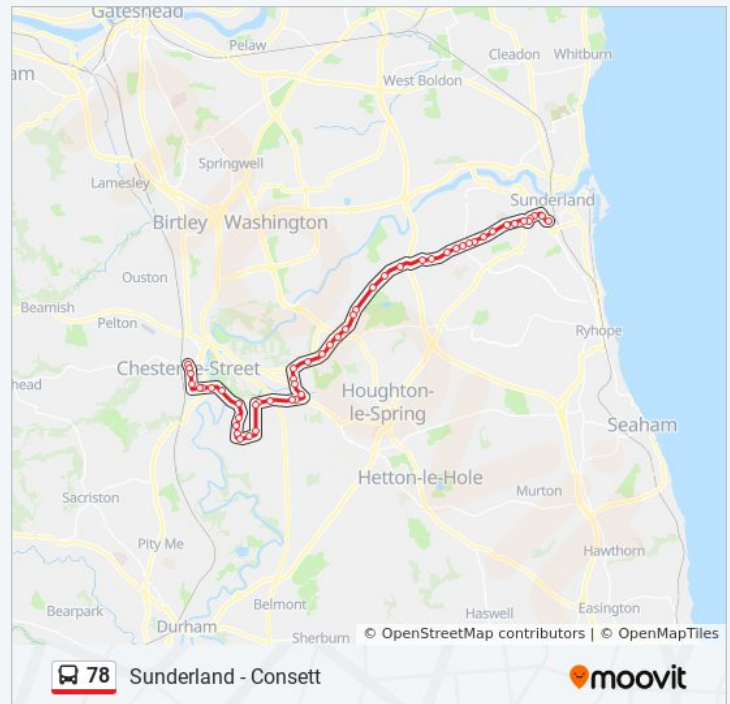 Gateshead
Pelaw
Cleadon
Whitburn
am
West Boldon
Springwell
Lamesley
Sunderland
Birtley
Washington
Ouston
Beamish
Pelton
Ryhope
Chester-le-Street
head
Houghton-
le-Spring
Seaham
Hetton-le-Hole
Sacriston
Murton
Pity Me
Hawthorn
Bearpark
Belmont
Haswell
Easington
Durham
Sherburn
© OpenStreetMap contributors | © OpenMapTiles
78 Sunderland - Consett
moovit